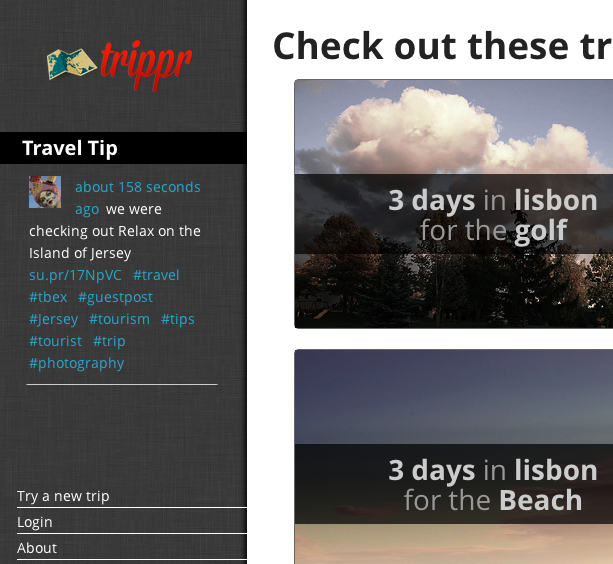 trippr
Travel Tip
about 158 seconds
ago we were
checking out Relax on the
Island of Jersey
su.pr/17NpVC #travel
#tbex #guestpost
#Jersey #tourism #tips
#tourist #trip
#photography
Try a new trip
Login
About
Check out these tr
3 days in lisbon
for the golf
3 days in lisbon
for the Beach